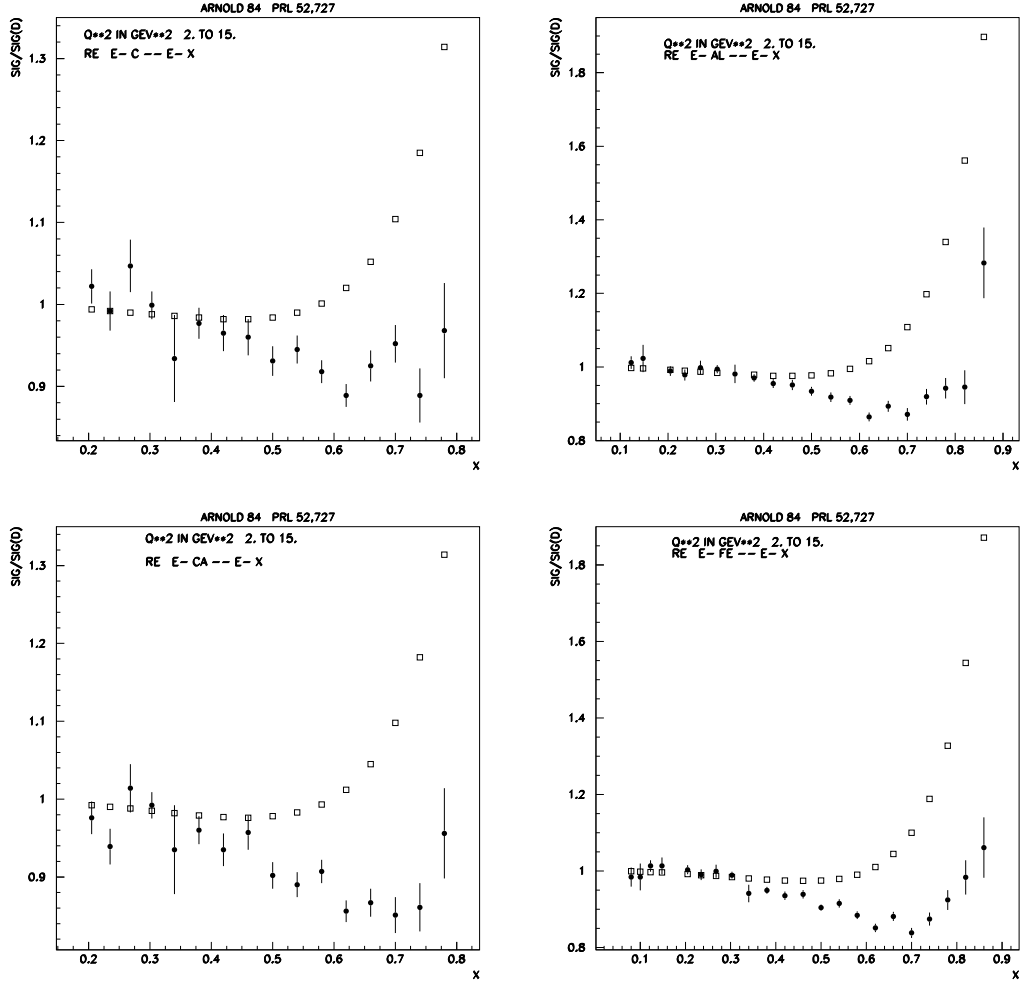 ARNOLD 84 PRL 52,727
SIG/SIG(D)
Q**2 IN GEV**2 2. TO 15.
RE E- C -- E- X
1.3
1.2
1.1
1
0.9
0.2 0.3 0.4 0.5 0.6 0.7 0.8
X
ARNOLD 84 PRL 52,727
SIG/SIG(D)
Q**2 IN GEV**2 2. TO 15.
RE E- AL -- E- X
1.8
1.6
1.4
1.2
1
0.8
0.1 0.2 0.3 0.4 0.5 0.6 0.7 0.8 0.9
X
ARNOLD 84 PRL 52,727
SIG/SIG(D)
Q**2 IN GEV**2 2. TO 15.
RE E- CA -- E- X
1.3
1.2
1.1
1
0.9
0.2 0.3 0.4 0.5 0.6 0.7 0.8
X
ARNOLD 84 PRL 52,727
SIG/SIG(D)
Q**2 IN GEV**2 2. TO 15.
RE E- FE -- E- X
1.8
1.6
1.4
1.2
1
0.8
0.1 0.2 0.3 0.4 0.5 0.6 0.7 0.8 0.9
X